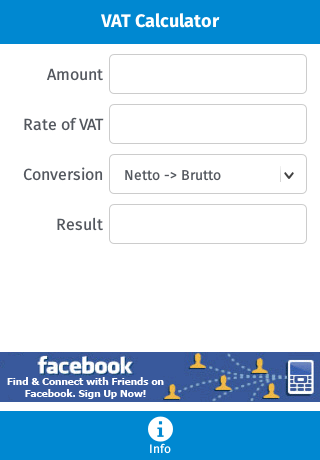 VAT Calculator
Amount
Rate of VAT
Conversion
Netto -> Brutto
Result
facebook
Find & Connect with Friends on
Facebook. Sign Up Now!
Info